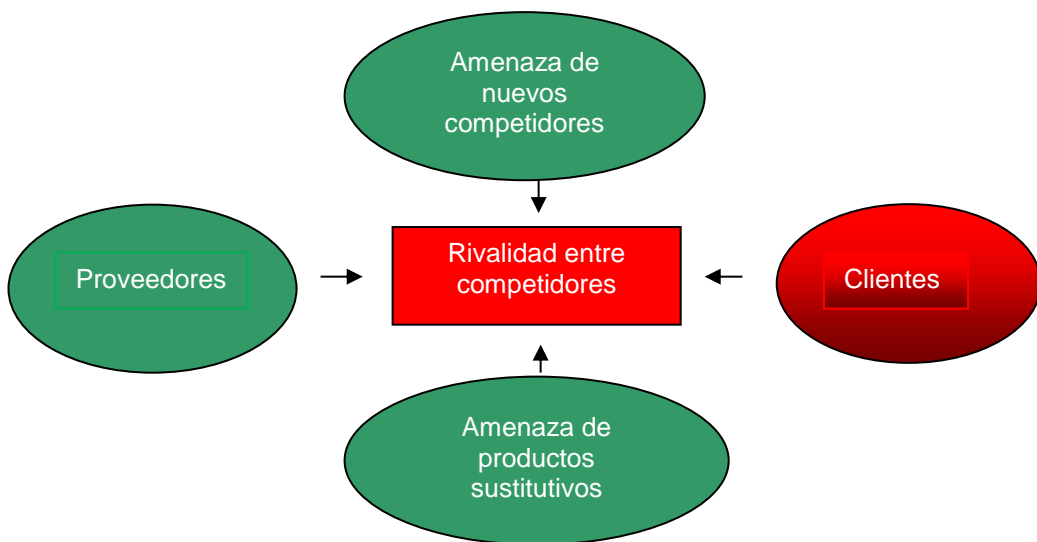 Amenaza de
nuevos
competidores
Proveedores
Rivalidad entre
competidores
Clientes
Amenaza de
productos
sustitutivos